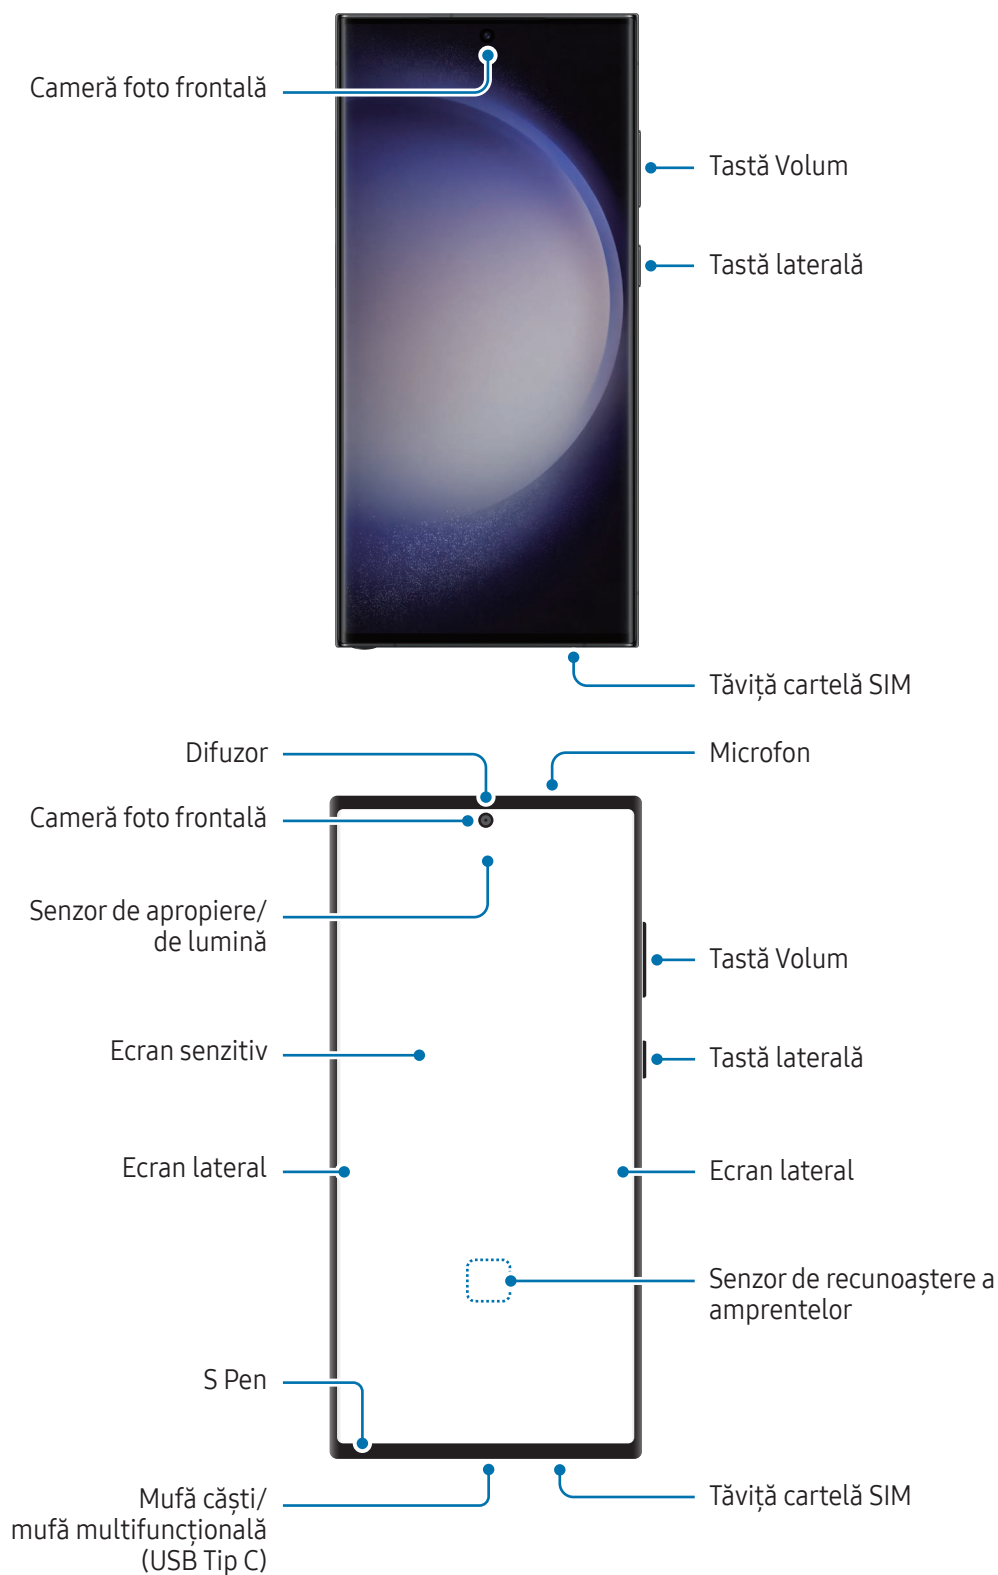 Cameră foto frontală
Tastă Volum
Tastă laterală
Tăviță cartelă SIM
Difuzor
Microfon
Cameră foto frontală
Senzor de apropiere/
de lumină
Tastă Volum
Ecran senzitiv
Tastă laterală
Ecran lateral
Ecran lateral
Senzor de recunoaștere a
amprentelor
S Pen
Mufă căști/
mufă multifuncțională
(USB Tip C)
Tăviță cartelă SIM